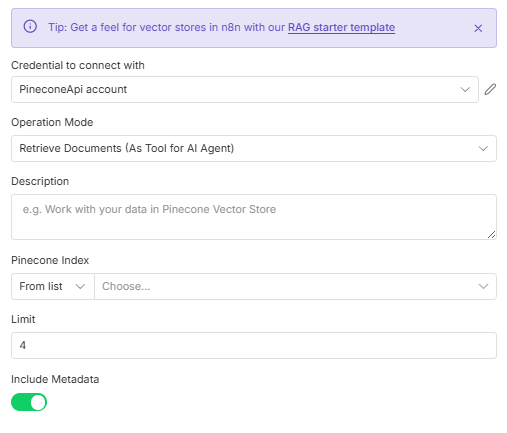 Tip: Get a feel for vector stores in n8n with our RAG starter template
Credential to connect with
PineconeApi account
Operation Mode
Retrieve Documents (As Tool for AI Agent)
Description
e.g. Work with your data in Pinecone Vector Store
Pinecone Index
From list Choose...
Limit
4
Include Metadata